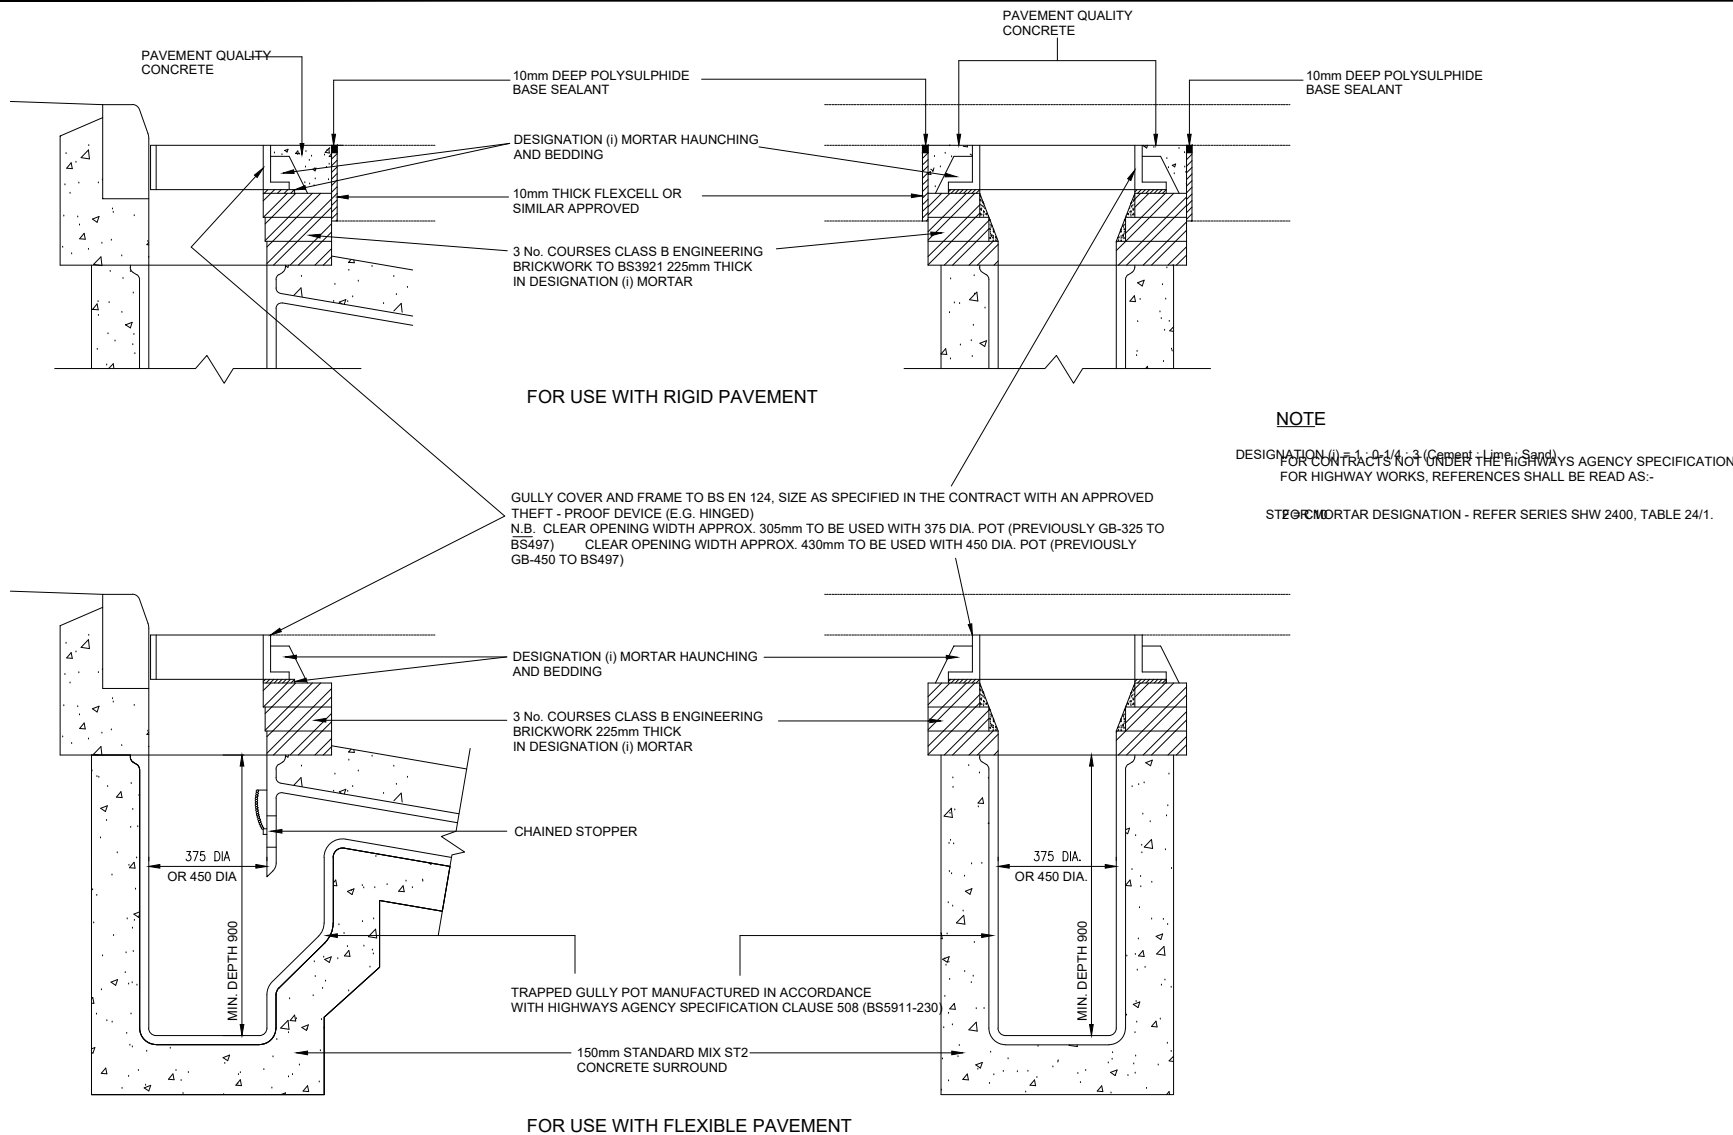 PAVEMENT QUALITY
CONCRETE
PAVEMENT QUALITY
CONCRETE
10mm DEEP POLYSULPHIDE
BASE SEALANT
10mm DEEP POLYSULPHIDE
BASE SEALANT
DESIGNATION (i) MORTAR HAUNCHING
AND BEDDING
10mm THICK FLEXCELL OR
SIMILAR APPROVED
3 No. COURSES CLASS B ENGINEERING
BRICKWORK TO BS3921 225mm THICK
IN DESIGNATION (i) MORTAR
FOR USE WITH RIGID PAVEMENT
NOTE
DESIGNATION (i) = 1 : 0-1/4 : 3 (Cement : Lime : Sand)
FOR CONTRACTS NOT UNDER THE HIGHWAYS AGENCY SPECIFICATION
FOR HIGHWAY WORKS, REFERENCES SHALL BE READ AS:-
MORTAR DESIGNATION - REFER SERIES SHW 2400, TABLE 24/1.
GULLY COVER AND FRAME TO BS EN 124, SIZE AS SPECIFIED IN THE CONTRACT WITH AN APPROVED
THEFT - PROOF DEVICE (E.G. HINGED)
N.B. CLEAR OPENING WIDTH APPROX. 305mm TO BE USED WITH 375 DIA. POT (PREVIOUSLY GB-325 TO
BS497) CLEAR OPENING WIDTH APPROX. 430mm TO BE USED WITH 450 DIA. POT (PREVIOUSLY
GB-450 TO BS497)
DESIGNATION (i) MORTAR HAUNCHING
AND BEDDING
3 No. COURSES CLASS B ENGINEERING
BRICKWORK 225mm THICK
IN DESIGNATION (i) MORTAR
CHAINED STOPPER
375 DIA
OR 450 DIA
MIN. DEPTH 900
375 DIA.
OR 450 DIA.
MIN. DEPTH 900
TRAPPED GULLY POT MANUFACTURED IN ACCORDANCE
WITH HIGHWAYS AGENCY SPECIFICATION CLAUSE 508 (BS5911-230)
150mm STANDARD MIX ST2
CONCRETE SURROUND
FOR USE WITH FLEXIBLE PAVEMENT